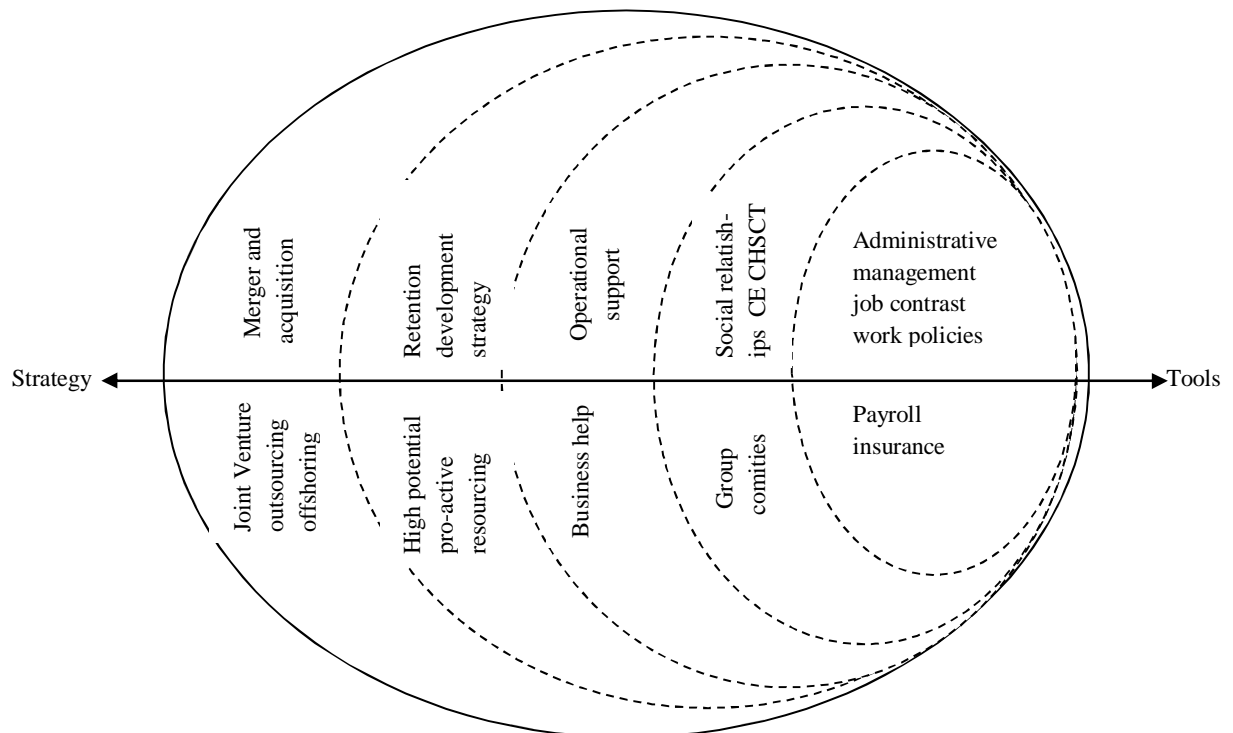 Merger and
acquisition
Retention
development
strategy
Operational
support
Social relatish-
ips CE CHSCT
Administrative
management
job contrast
work policies
Strategy
Tools
Joint Venture
outsourcing
offshoring
High potential
pro-active
resourcing
Business help
Group
comities
Payroll
insurance